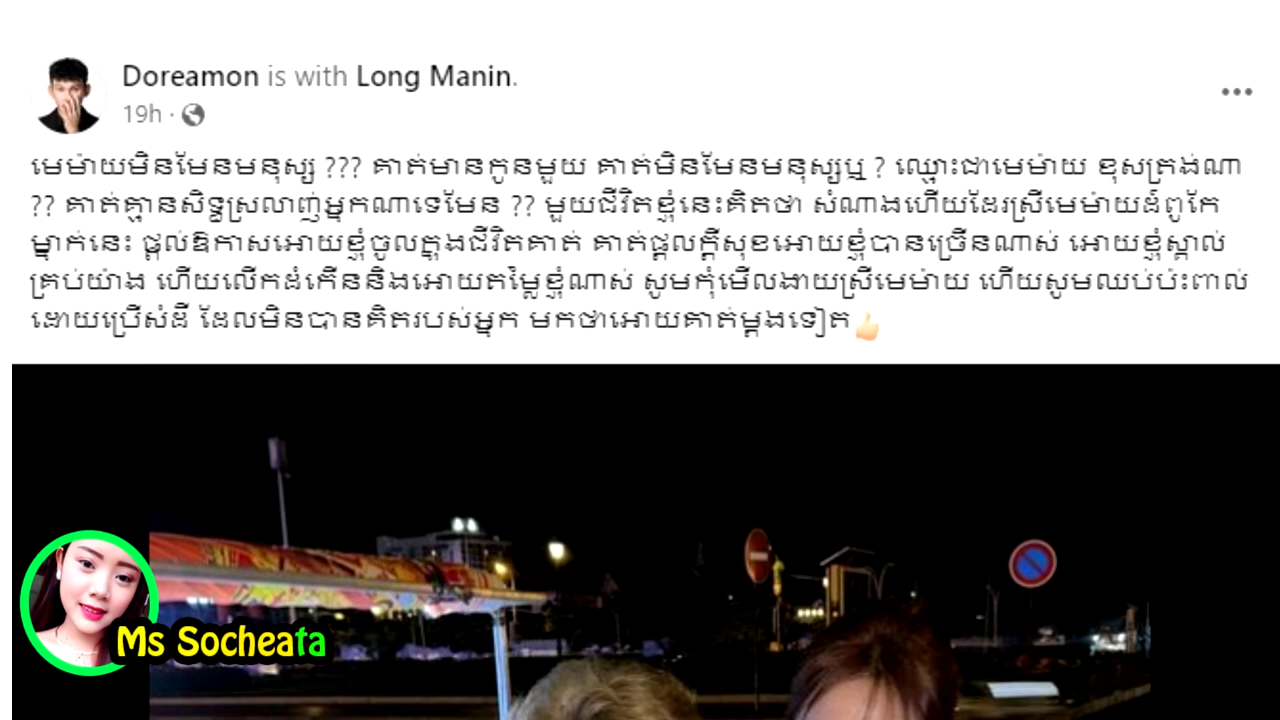 Doreamon is with Long Manin.
19h ·
មេម៉ាយមិនមែនមនុស្ស ??? គាត់មានកូនមួយ គាត់មិនមែនមនុស្សឬ ? ឈ្មោះជាមេម៉ាយ ខុសត្រង់ណា
?? គាត់គ្មានសិទ្ធស្រលាញ់អ្នកណាទេមែន ?? មួយជីវិតខ្ញុំនេះគិតថា សំណាងហើយដែរស្រីមេម៉ាយដ៍ពូកែ
ម្នាក់នេះ ផ្តល់ឱកាសអោយខ្ញុំចូលក្នុងជីវិតគាត់ គាត់ផ្តលក្តីសុខអោយខ្ញុំបានច្រើនណាស់ អោយខ្ញុំស្គាល់
គ្រប់យ៉ាង ហើយលើកដំកើននិងអោយតម្លៃខ្ញុំណាស់ សូមកុំមើលងាយស្រីមេម៉ាយ ហើយសូមឈប់ប៉ះពាល់
ដោយប្រើសំដី ដែលមិនបានគិតរបស់អ្នក មកថាអោយគាត់ម្តងទៀត👍🏻
Ms Socheata